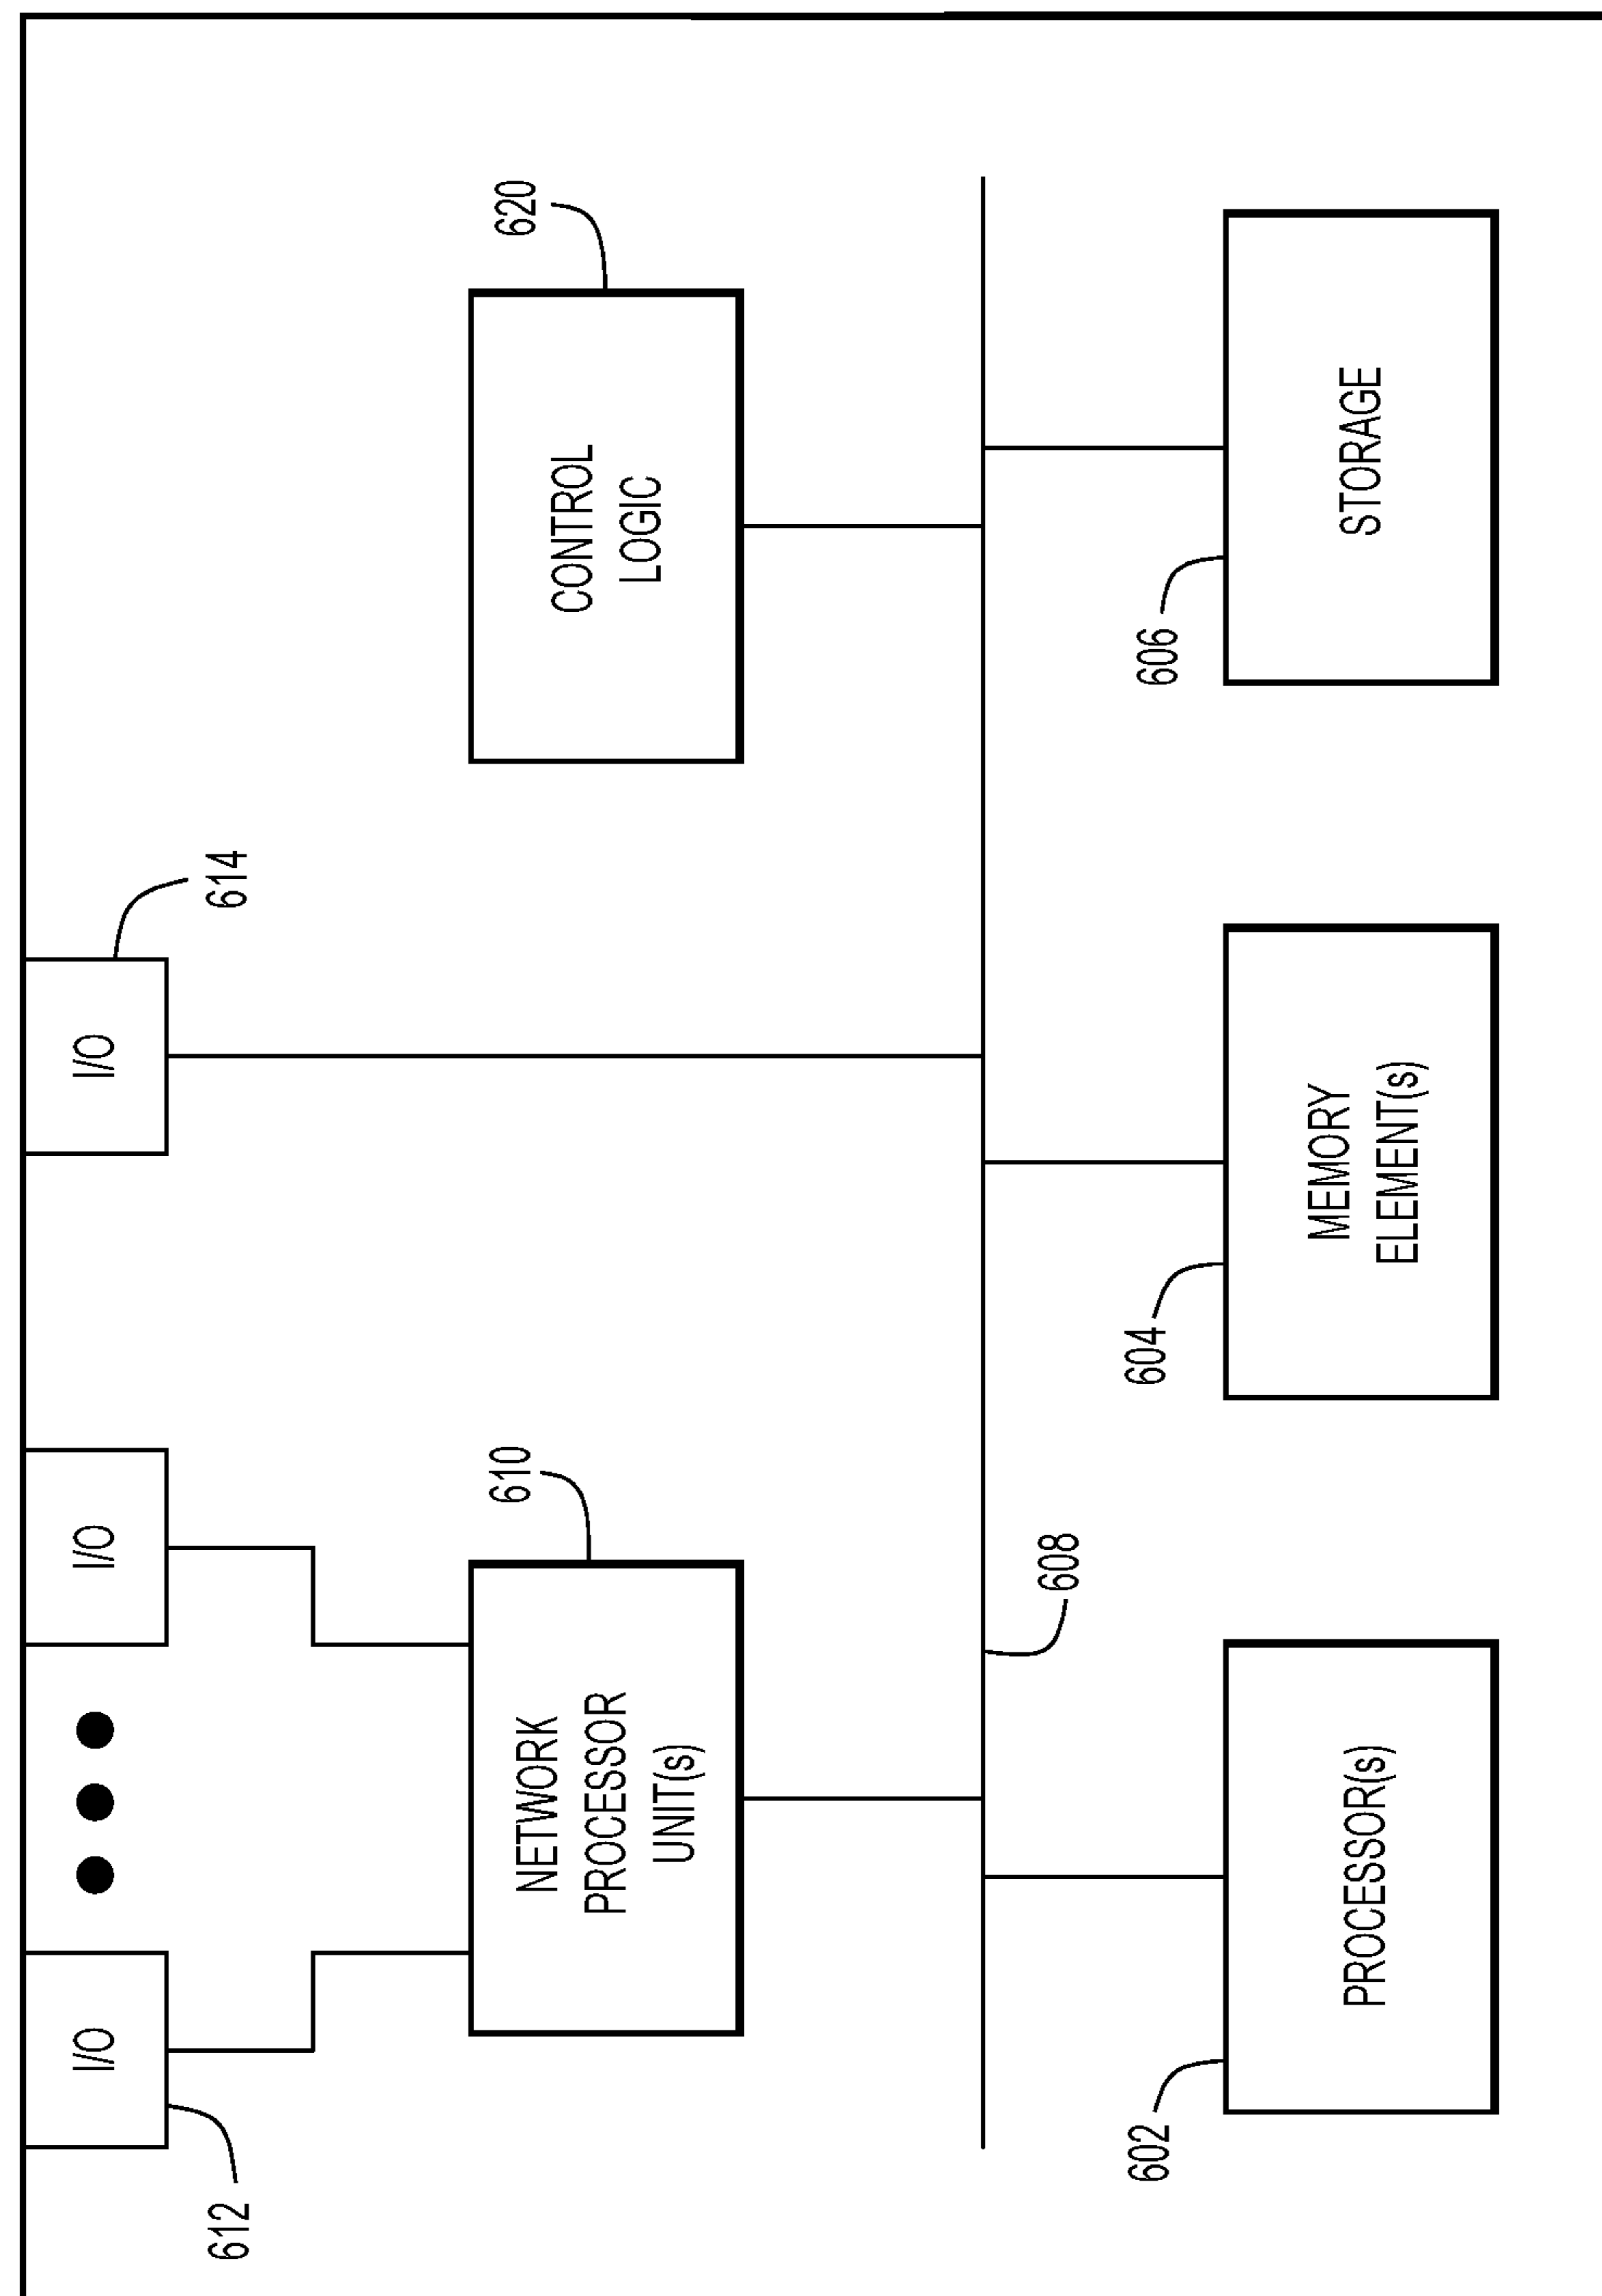 I/O
I/O
I/O
612
614
610
620
NETWORK
PROCESSOR
UNIT(s)
CONTROL
LOGIC
608
602
604
606
PROCESSOR(s)
MEMORY
ELEMENT(s)
STORAGE